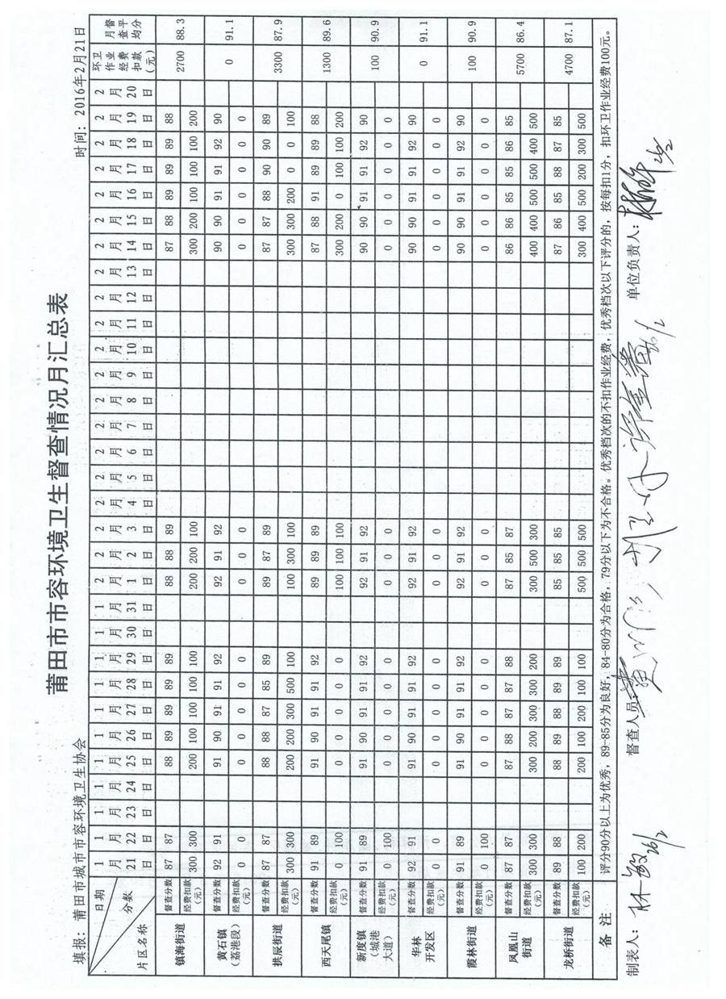 莆田市市容环境卫生督查情况月汇总表
填报：莆田市城市市容环境卫生协会 时间：2016年2月21日
日期 分数 片区名称 1月21日 1月22日 1月23日 1月24日 1月25日 1月26日 1月27日 1月28日 1月29日 1月30日 1月31日 2月1日 2月2日 2月3日 2月4日 2月5日 2月6日 2月7日 2月8日 2月9日 2月10日 2月11日 2月12日 2月13日 2月14日 2月15日 2月16日 2月17日 2月18日 2月19日 2月20日 环卫作业经费扣款（元） 月督查平均分
镇海街道 督查分数 87 87 88 89 89 89 89 88 88 89 87 88 89 89 89 88 2700 88.3
经费扣款（元） 300 300 200 100 100 100 100 200 200 100 300 200 100 100 100 200
黄石镇（荔港段） 督查分数 92 91 91 90 91 91 92 92 91 92 90 90 91 91 92 90 0 91.1
经费扣款（元） 0 0 0 0 0 0 0 0 0 0 0 0 0 0 0 0
拱辰街道 督查分数 87 87 88 88 87 85 89 89 87 89 87 87 88 90 90 89 3300 87.9
经费扣款（元） 300 300 200 200 300 500 100 100 300 100 300 300 200 0 0 100
西天尾镇 督查分数 91 89 91 90 91 91 92 89 89 89 87 88 91 89 89 88 1300 89.6
经费扣款（元） 0 100 0 0 0 0 0 100 100 100 300 200 0 100 100 200
新度镇（城港大道） 督查分数 91 89 91 90 91 91 92 92 91 92 90 90 91 91 92 90 100 90.9
经费扣款（元） 0 100 0 0 0 0 0 0 0 0 0 0 0 0 0 0
华林开发区 督查分数 92 91 91 90 91 91 92 92 91 92 90 90 91 91 92 90 0 91.1
经费扣款（元） 0 0 0 0 0 0 0 0 0 0 0 0 0 0 0 0
霞林街道 督查分数 91 89 91 90 91 91 92 92 91 92 90 90 91 91 92 90 100 90.9
经费扣款（元） 0 100 0 0 0 0 0 0 0 0 0 0 0 0 0 0
凤凰山街道 督查分数 87 87 87 88 87 87 88 87 85 87 86 86 85 85 86 85 5700 86.4
经费扣款（元） 300 300 300 200 300 300 200 300 500 300 400 400 500 500 400 500
龙桥街道 督查分数 89 88 88 89 88 89 89 85 85 85 87 86 85 88 87 85 4700 87.1
经费扣款（元） 100 200 200 100 200 100 100 500 500 500 300 400 500 200 300 500
备注 评分90分以上为优秀，89-85分为良好，84-80分为合格，79分以下为不合格。优秀档次的不扣作业经费，优秀档次以下评分的，按每扣1分，扣环卫作业经费100元。
制表人：林敏 督查人员： 单位负责人：